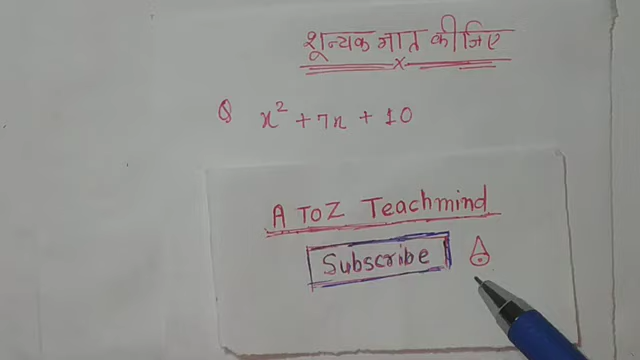 शून्यक ज्ञात कीजिए
Q x² + 7x + 10
A TO Z Teachmind
Subscribe